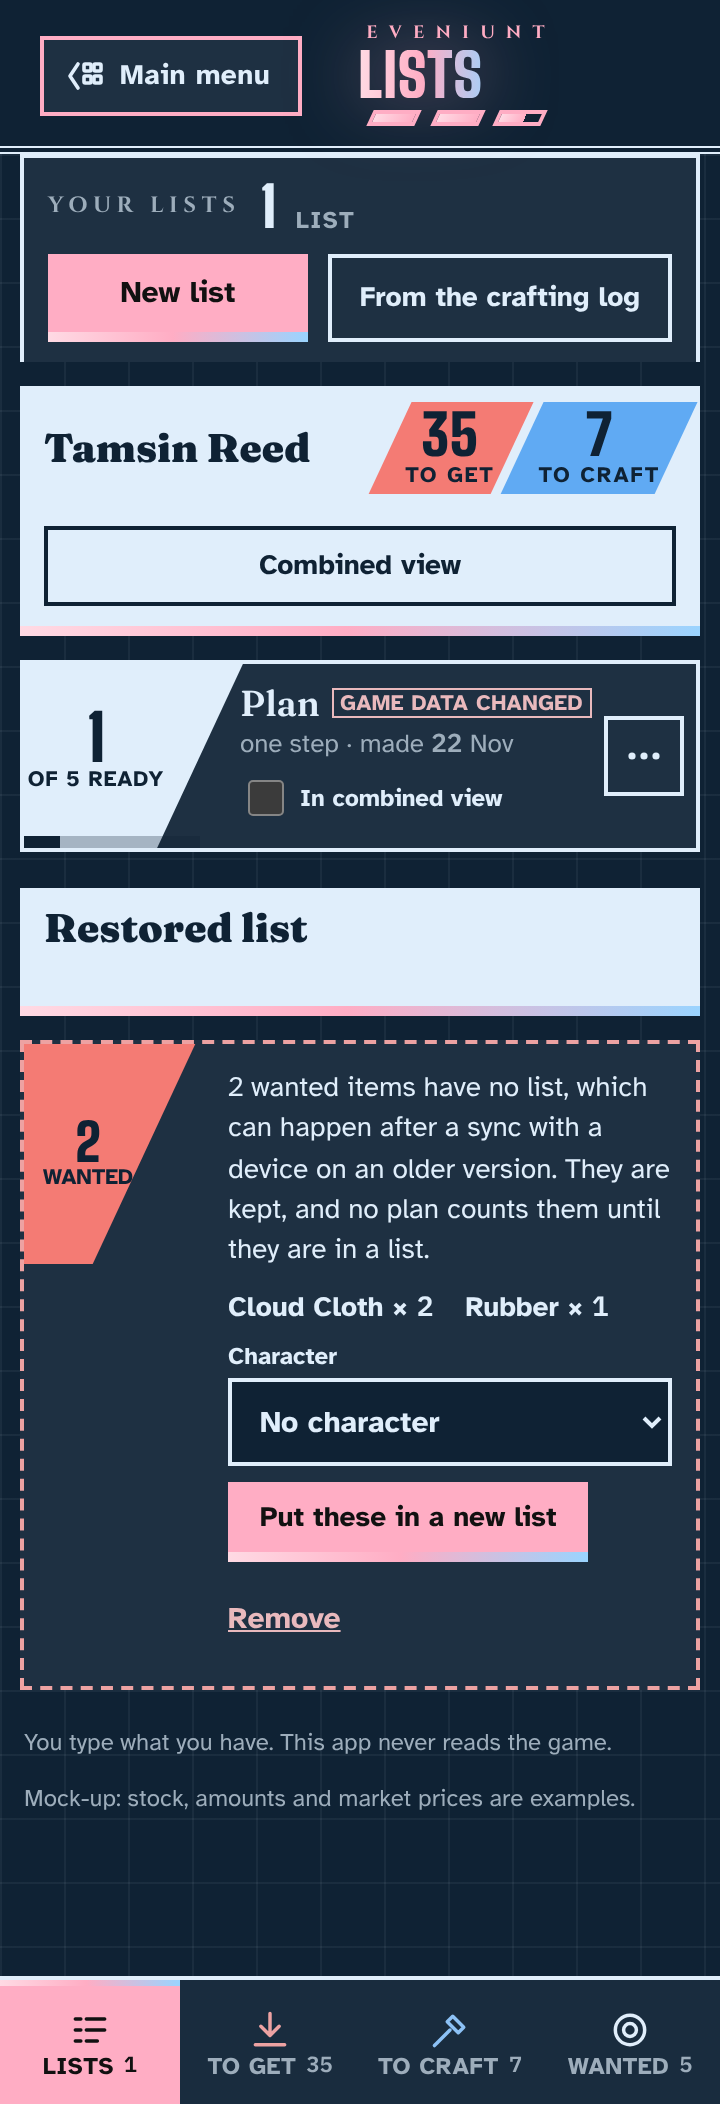 Main menu
EVENIUNT
LISTS
YOUR LISTS 1 LIST
New list
From the crafting log
Tamsin Reed
35
TO GET
7
TO CRAFT
Combined view
1
OF 5 READY
Plan GAME DATA CHANGED
one step · made 22 Nov
In combined view
Restored list
2
WANTED
2 wanted items have no list, which
can happen after a sync with a
device on an older version. They are
kept, and no plan counts them until
they are in a list.
Cloud Cloth × 2 Rubber × 1
Character
No character
Put these in a new list
Remove
You type what you have. This app never reads the game.
Mock-up: stock, amounts and market prices are examples.
LISTS 1
TO GET 35
TO CRAFT 7
WANTED 5